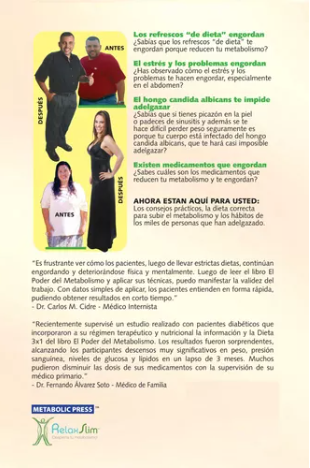 Los refrescos "de dieta" engordan
¿Sabías que los refrescos "de dieta" te
engordan porque reducen tu metabolismo?
El estrés y los problemas engordan
¿Has observado cómo el estrés y los
problemas te hacen engordar, especialmente
en el abdomen?
El hongo candida albicans te impide
adelgazar
¿Sabías que si tienes picazón en la piel
o padeces de sinusitis y además se te
hace difícil perder peso seguramente es
porque tu cuerpo está infectado del hongo
candida albicans, que te hará casi imposible
adelgazar?
Existen medicamentos que engordan
¿Sabes cuáles son los medicamentos que
reducen tu metabolismo y te engordan?
AHORA ESTAN AQUÍ PARA USTED:
Los consejos prácticos, la dieta correcta
para subir el metabolismo y los hábitos de
los miles de personas que han adelgazado.
ANTES
DESPUÉS
ANTES
DESPUÉS
"Es frustrante ver cómo los pacientes, luego de llevar estrictas dietas, continúan
engordando y deteriorándose física y mentalmente. Luego de leer el libro El
Poder del Metabolismo y aplicar sus técnicas, puedo manifestar la validez del
trabajo. Con datos simples de aplicar, los pacientes entienden en forma rápida,
pudiendo obtener resultados en corto tiempo."
- Dr. Carlos M. Cidre - Médico Internista
"Recientemente supervisé un estudio realizado con pacientes diabéticos que
incorporaron a su régimen terapéutico y nutricional la información y la Dieta
3x1 del libro El Poder del Metabolismo. Los resultados fueron sorprendentes,
alcanzando los participantes descensos muy significativos en peso, presión
sanguínea, niveles de glucosa y lípidos en un lapso de 3 meses. Muchos
pudieron disminuir las dosis de sus medicamentos con la supervisión de su
médico primario."
- Dr. Fernando Álvarez Soto - Médico de Familia
METABOLIC PRESS™
RelaxSlim